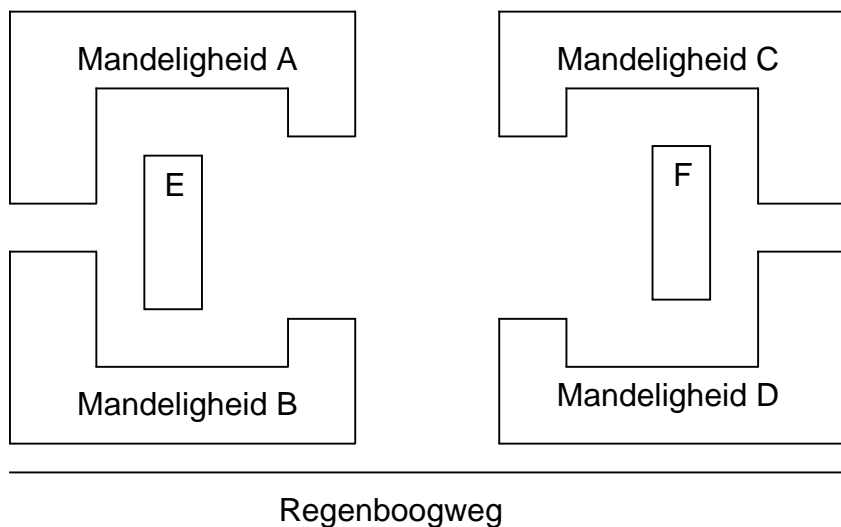 Mandeligheid A
Mandeligheid C
E
F
Mandeligheid B
Mandeligheid D
Regenboogweg